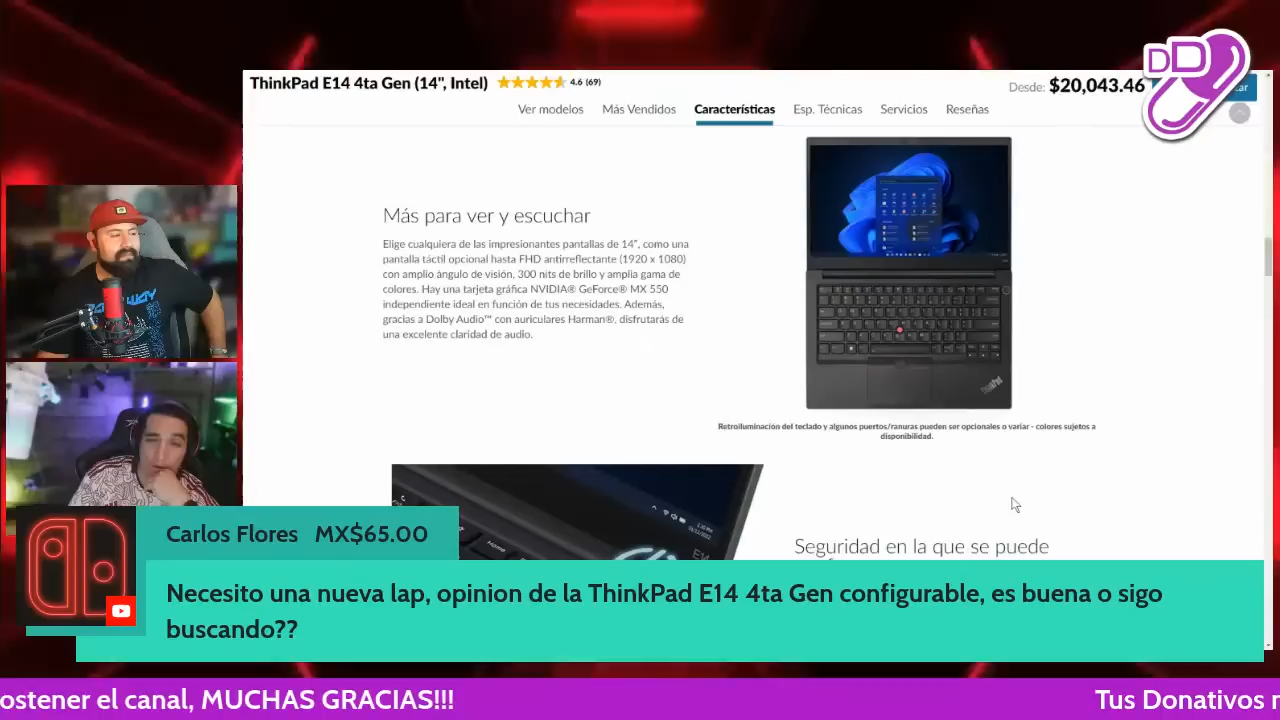 ThinkPad E14 4ta Gen (14", Intel)
4.6 (69)
Desde: $20,043.46
DD
Ver modelos
Más Vendidos
Características
Esp. Técnicas
Servicios
Reseñas
Más para ver y escuchar
Elige cualquiera de las impresionantes pantallas de 14", como una
pantalla táctil opcional hasta FHD antirreflectante (1920 x 1080)
con amplio ángulo de visión, 300 nits de brillo y amplia gama de
colores. Hay una tarjeta gráfica NVIDIA® GeForce® MX 550
independiente ideal en función de tus necesidades. Además,
gracias a Dolby Audio™ con auriculares Harman®, disfrutarás de
una excelente claridad de audio.
ThinkPad
Retroiluminación del teclado y algunos puertos/ranuras pueden ser opcionales o variar - colores sujetos a
disponibilidad.
Home
E14
Seguridad en la que se puede
Carlos Flores MX$65.00
Necesito una nueva lap, opinion de la ThinkPad E14 4ta Gen configurable, es buena o sigo
buscando??
ostener el canal, MUCHAS GRACIAS!!!
Tus Donativos